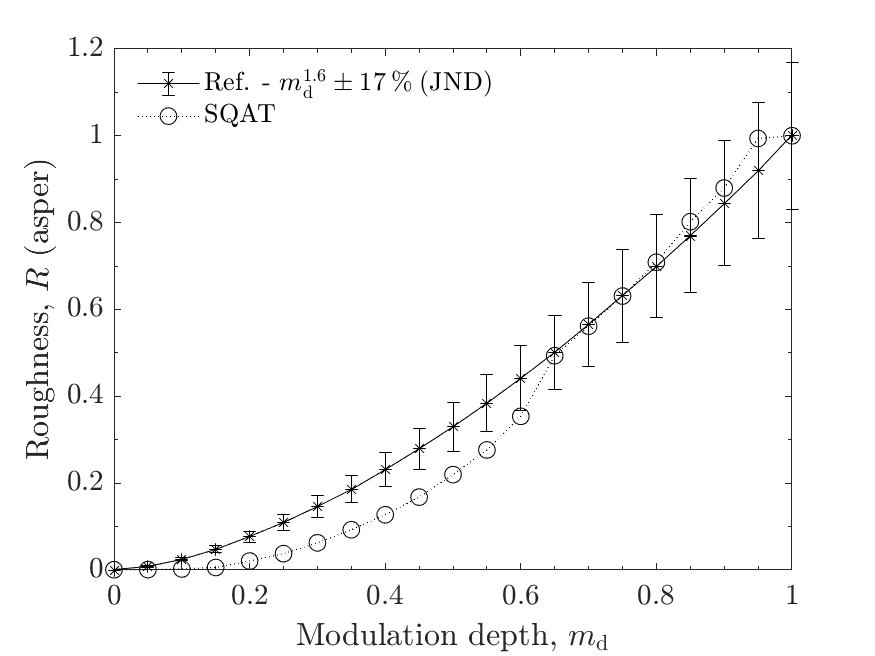 1.2
Ref. - m_d^1.6 ± 17 % (JND)
SQAT
1
0.8
0.6
0.4
0.2
0
Roughness, R (asper)
0 0.2 0.4 0.6 0.8 1
Modulation depth, m_d